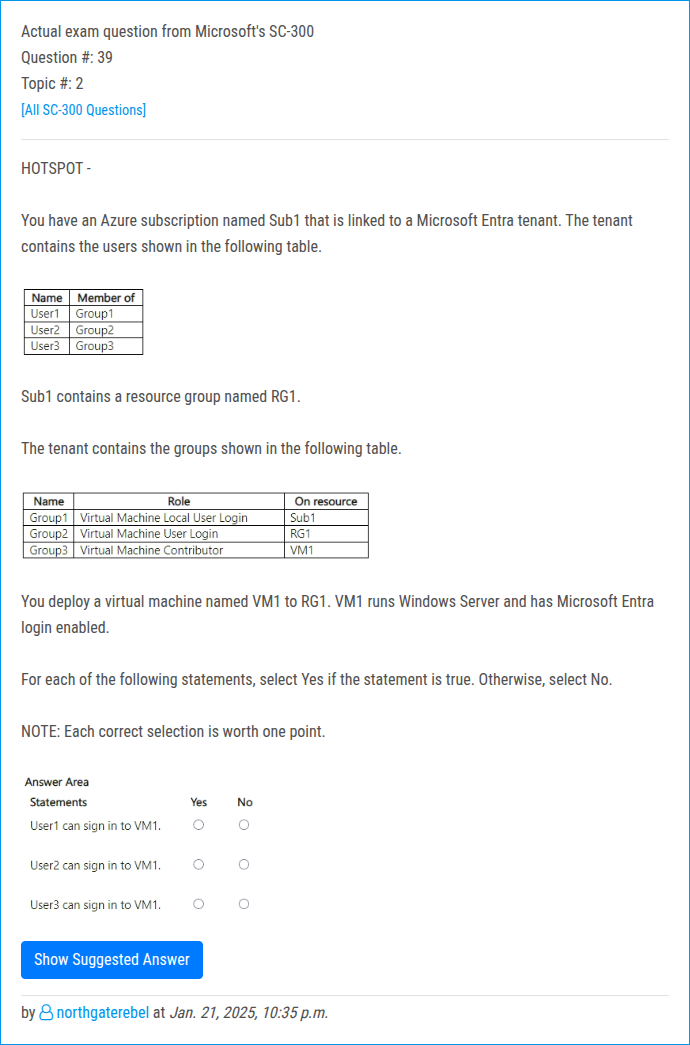 Actual exam question from Microsoft's SC-300
Question #: 39
Topic #: 2
[All SC-300 Questions]
HOTSPOT -
You have an Azure subscription named Sub1 that is linked to a Microsoft Entra tenant. The tenant
contains the users shown in the following table.
Name Member of
User1 Group1
User2 Group2
User3 Group3
Sub1 contains a resource group named RG1.
The tenant contains the groups shown in the following table.
Name Role On resource
Group1 Virtual Machine Local User Login Sub1
Group2 Virtual Machine User Login RG1
Group3 Virtual Machine Contributor VM1
You deploy a virtual machine named VM1 to RG1. VM1 runs Windows Server and has Microsoft Entra
login enabled.
For each of the following statements, select Yes if the statement is true. Otherwise, select No.
NOTE: Each correct selection is worth one point.
Answer Area
Statements Yes No
User1 can sign in to VM1.
User2 can sign in to VM1.
User3 can sign in to VM1.
Show Suggested Answer
by northgaterebel at Jan. 21, 2025, 10:35 p.m.